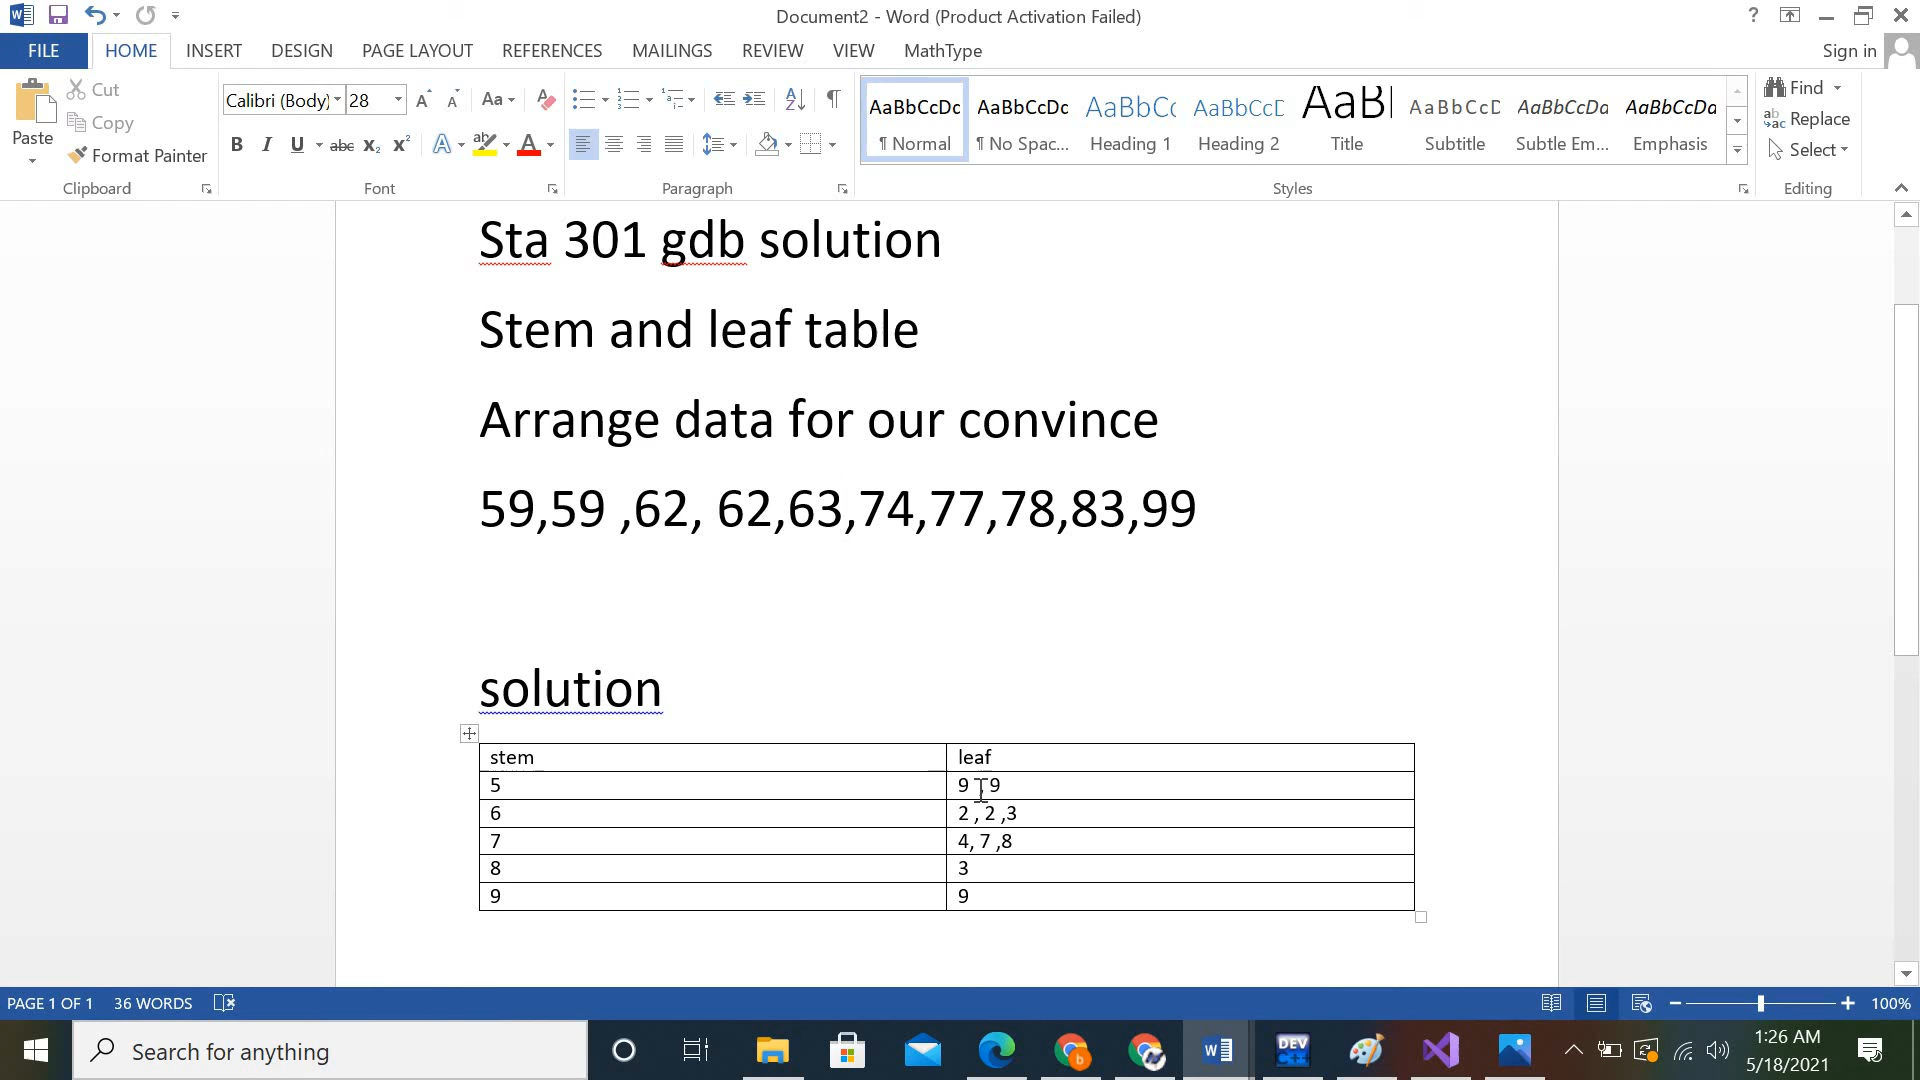 Document2 - Word (Product Activation Failed)
FILE HOME INSERT DESIGN PAGE LAYOUT REFERENCES MAILINGS REVIEW VIEW MathType Sign in
Paste
Cut
Copy
Format Painter
Clipboard
Calibri (Body) 28
Font
Paragraph
AaBbCcDc AaBbCcDc AaBbCc AaBbCcD AaBl AaBbCcD AaBbCcDa AaBbCcDa
¶ Normal ¶ No Spac... Heading 1 Heading 2 Title Subtitle Subtle Em... Emphasis
Styles
Find
Replace
Select
Editing
Sta 301 gdb solution
Stem and leaf table
Arrange data for our convince
59,59 ,62, 62,63,74,77,78,83,99
solution
stem leaf
5 9 , 9
6 2 , 2 ,3
7 4, 7 ,8
8 3
9 9
PAGE 1 OF 1 36 WORDS 100%
Search for anything
DEV C++
1:26 AM
5/18/2021